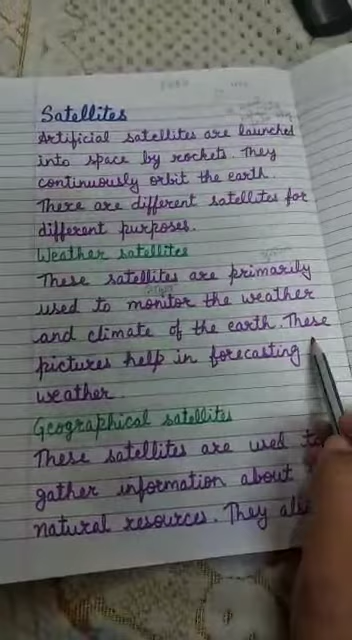 Satellites
Artificial satellites are launched
into space by rockets. They
continuously orbit the earth.
There are different satellites for
different purposes.
Weather satellites
These satellites are primarily
used to monitor the weather
and climate of the earth. These
pictures help in forecasting
weather.
Geographical satellites
These satellites are used to
gather information about
natural resources. They